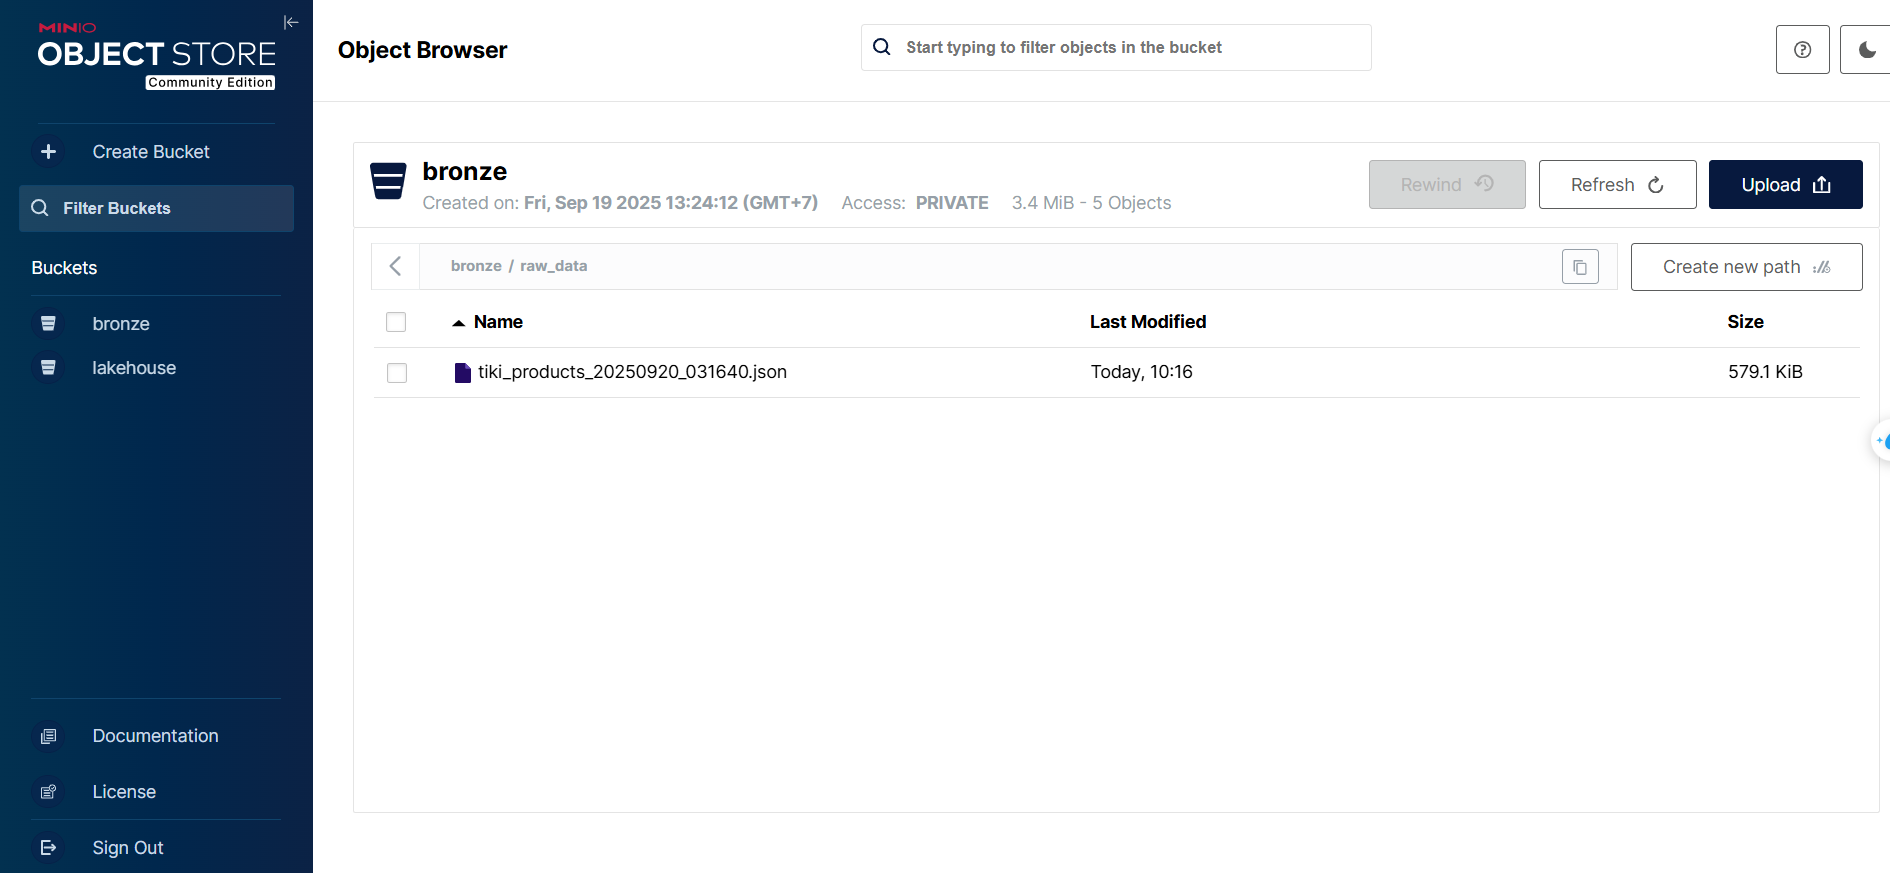 MINIO
OBJECT STORE
Community Edition
Create Bucket
Filter Buckets
Buckets
bronze
lakehouse
Documentation
License
Sign Out
Object Browser
Start typing to filter objects in the bucket
bronze
Created on: Fri, Sep 19 2025 13:24:12 (GMT+7) Access: PRIVATE 3.4 MiB - 5 Objects
Rewind
Refresh
Upload
bronze / raw_data
Create new path
Name Last Modified Size
tiki_products_20250920_031640.json Today, 10:16 579.1 KiB